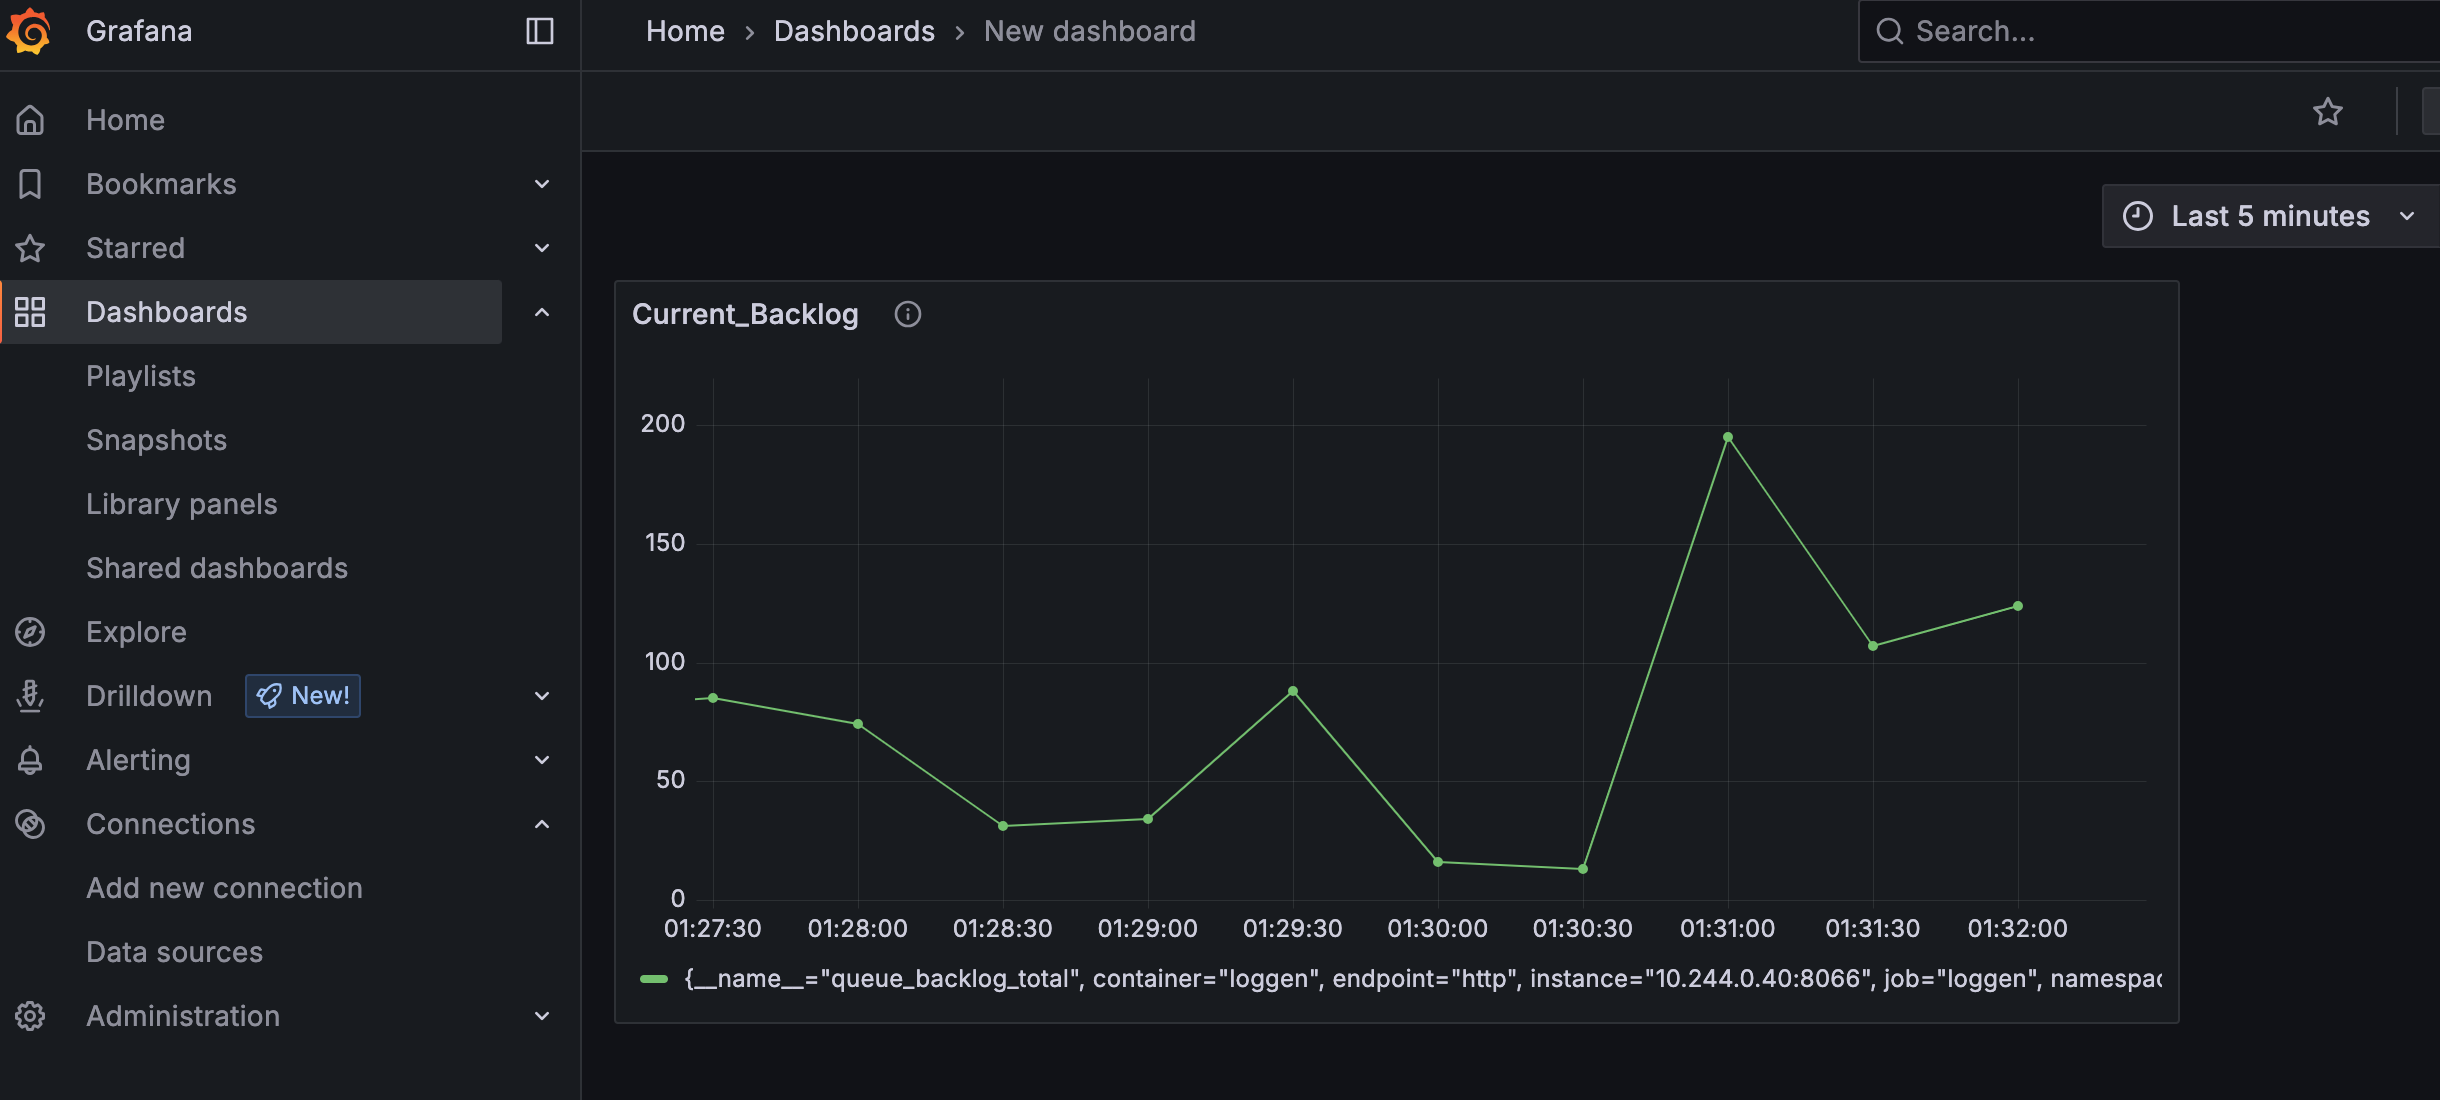 Grafana
Home › Dashboards › New dashboard
Search...
Home
Bookmarks
Starred
Dashboards
Playlists
Snapshots
Library panels
Shared dashboards
Explore
Drilldown New!
Alerting
Connections
Add new connection
Data sources
Administration
Last 5 minutes
Current_Backlog
200
150
100
50
0
01:27:30 01:28:00 01:28:30 01:29:00 01:29:30 01:30:00 01:30:30 01:31:00 01:31:30 01:32:00
{__name__="queue_backlog_total", container="loggen", endpoint="http", instance="10.244.0.40:8066", job="loggen", namespac